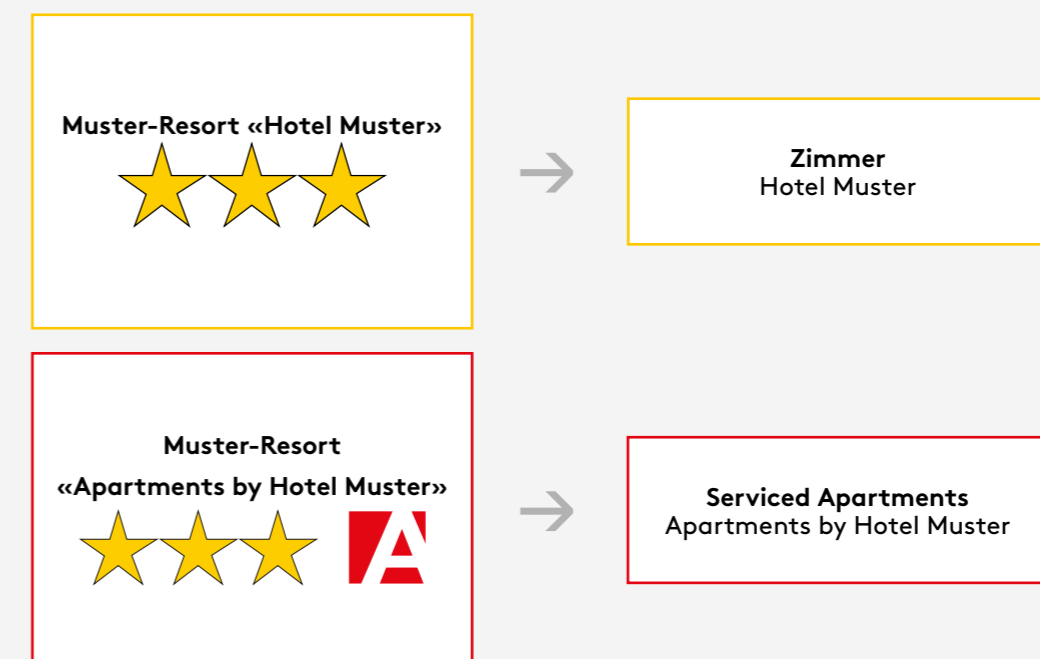 Muster-Resort «Hotel Muster»
Zimmer
Hotel Muster
Muster-Resort
«Apartments by Hotel Muster»
A
Serviced Apartments
Apartments by Hotel Muster